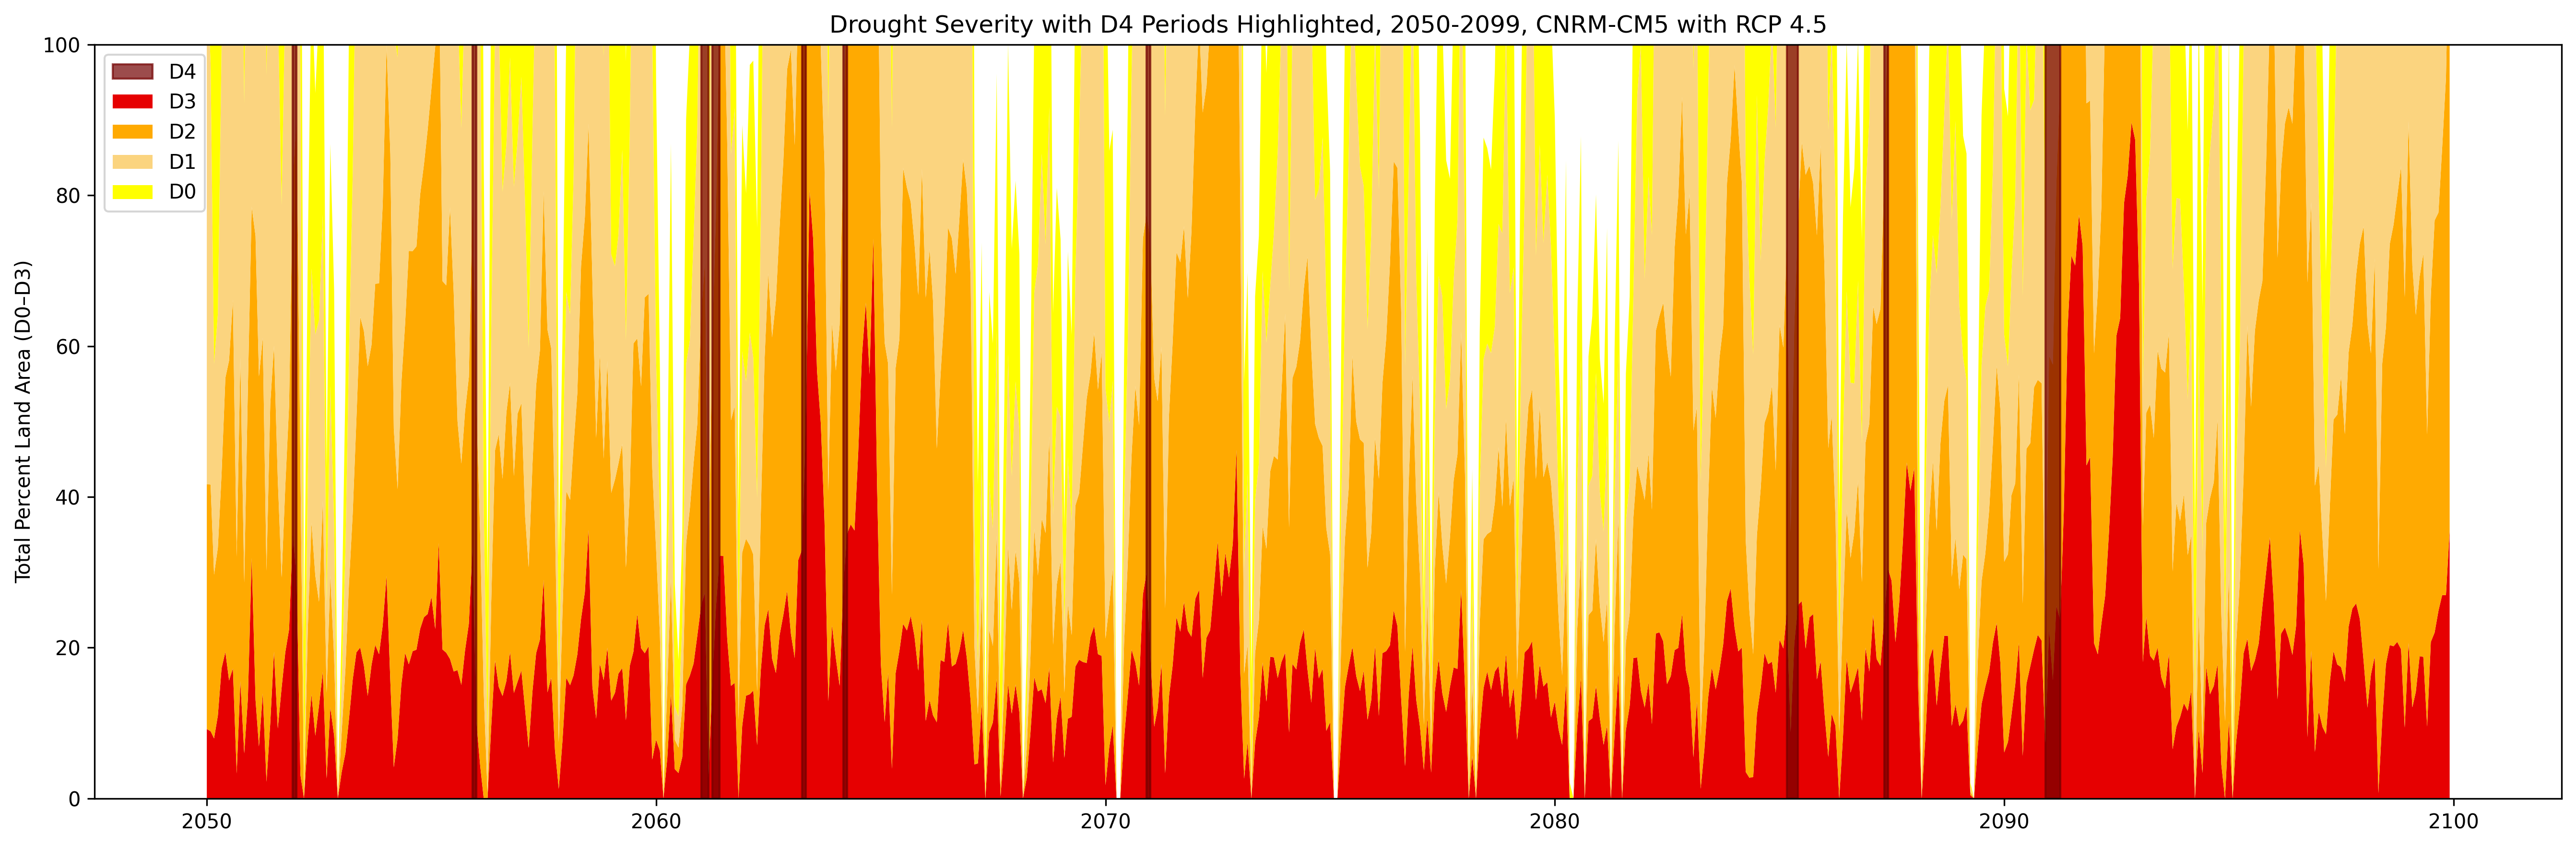 Drought Severity with D4 Periods Highlighted, 2050-2099, CNRM-CM5 with RCP 4.5
Total Percent Land Area (D0–D3)
100
80
60
40
20
0
D4
D3
D2
D1
D0
2050
2060
2070
2080
2090
2100